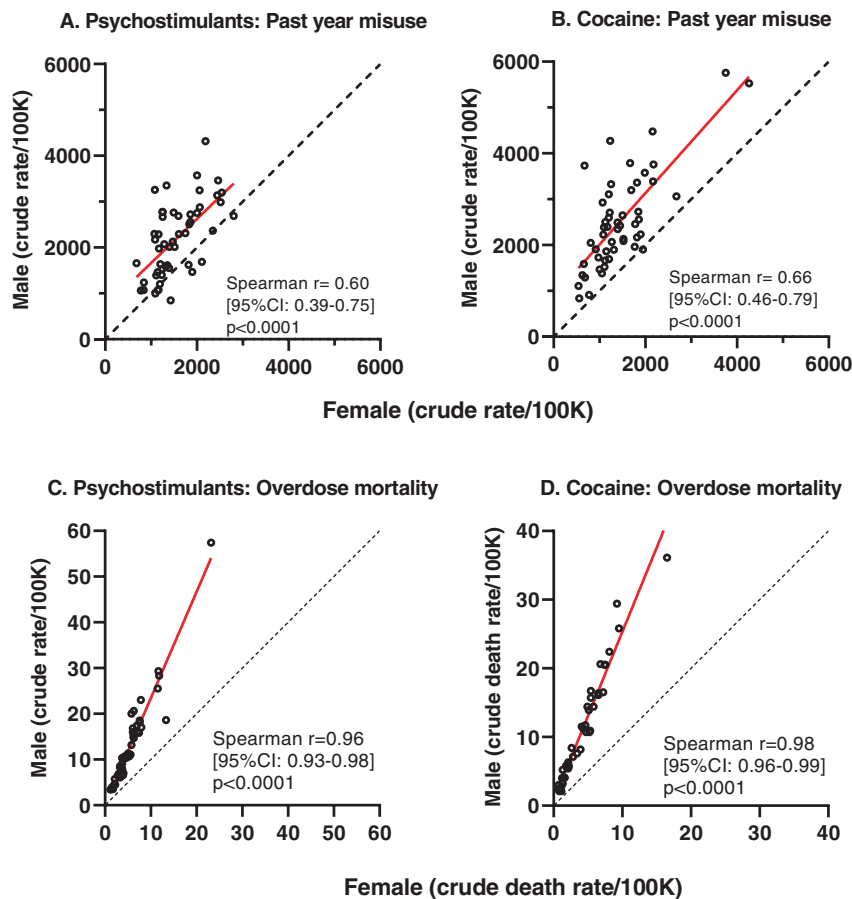 A. Psychostimulants: Past year misuse
Male (crude rate/100K)
6000
4000
2000
0
0 2000 4000 6000
Spearman r= 0.60
[95%CI: 0.39-0.75]
p<0.0001
B. Cocaine: Past year misuse
Male (crude rate/100K)
6000
4000
2000
0
0 2000 4000 6000
Spearman r= 0.66
[95%CI: 0.46-0.79]
p<0.0001
Female (crude rate/100K)
C. Psychostimulants: Overdose mortality
Male (crude rate/100K)
60
50
40
30
20
10
0
0 10 20 30 40 50 60
Spearman r=0.96
[95%CI: 0.93-0.98]
p<0.0001
D. Cocaine: Overdose mortality
Male (crude death rate/100K)
40
30
20
10
0
0 10 20 30 40
Spearman r=0.98
[95%CI: 0.96-0.99]
p<0.0001
Female (crude death rate/100K)